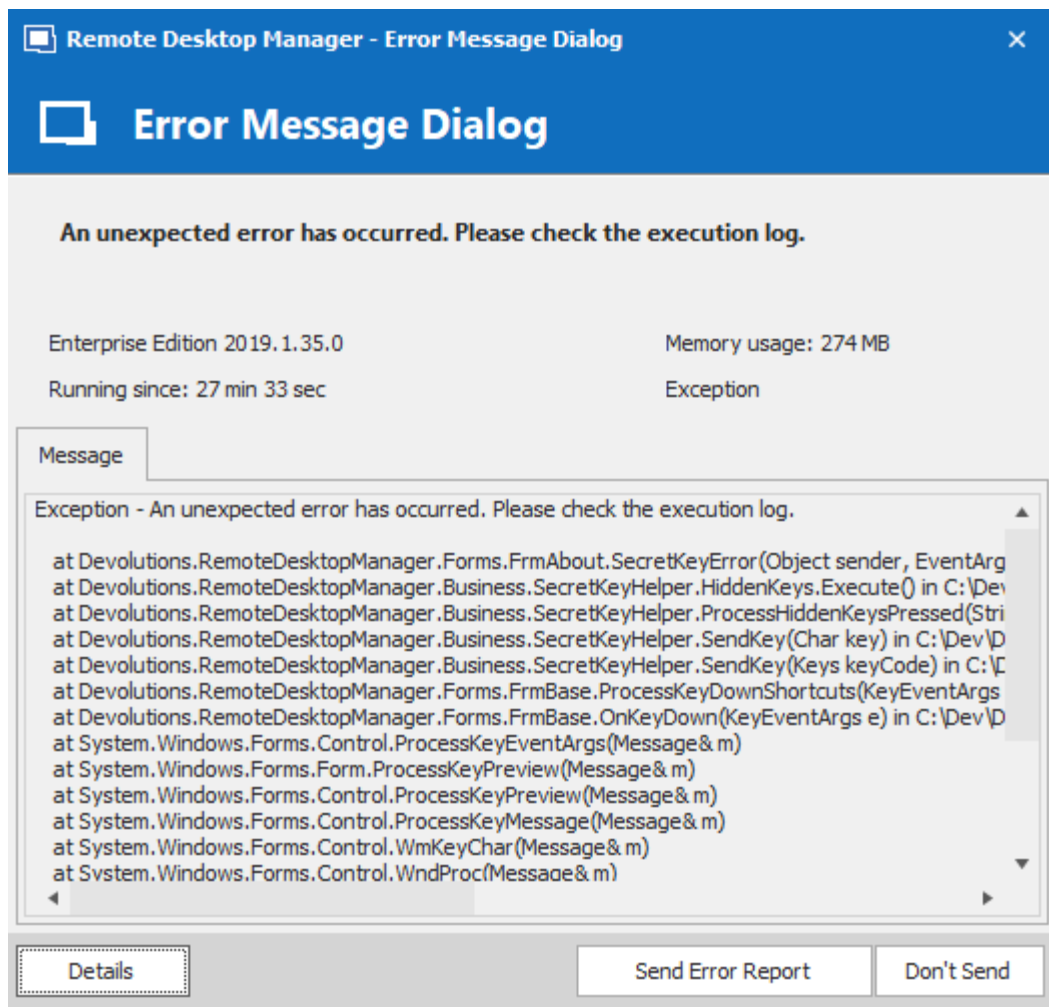 Remote Desktop Manager - Error Message Dialog
Error Message Dialog
An unexpected error has occurred. Please check the execution log.
Enterprise Edition 2019.1.35.0
Memory usage: 274 MB
Running since: 27 min 33 sec
Exception
Message
Exception - An unexpected error has occurred. Please check the execution log.
at Devolutions.RemoteDesktopManager.Forms.FrmAbout.SecretKeyError(Object sender, EventArg
at Devolutions.RemoteDesktopManager.Business.SecretKeyHelper.HiddenKeys.Execute() in C:\Dev
at Devolutions.RemoteDesktopManager.Business.SecretKeyHelper.ProcessHiddenKeysPressed(Stri
at Devolutions.RemoteDesktopManager.Business.SecretKeyHelper.SendKey(Char key) in C:\Dev\D
at Devolutions.RemoteDesktopManager.Business.SecretKeyHelper.SendKey(Keys keyCode) in C:\D
at Devolutions.RemoteDesktopManager.Forms.FrmBase.ProcessKeyDownShortcuts(KeyEventArgs
at Devolutions.RemoteDesktopManager.Forms.FrmBase.OnKeyDown(KeyEventArgs e) in C:\Dev\D
at System.Windows.Forms.Control.ProcessKeyEventArgs(Message& m)
at System.Windows.Forms.Form.ProcessKeyPreview(Message& m)
at System.Windows.Forms.Control.ProcessKeyPreview(Message& m)
at System.Windows.Forms.Control.ProcessKeyMessage(Message& m)
at System.Windows.Forms.Control.WmKeyChar(Message& m)
at System.Windows.Forms.Control.WndProc(Message& m)
Details
Send Error Report
Don't Send